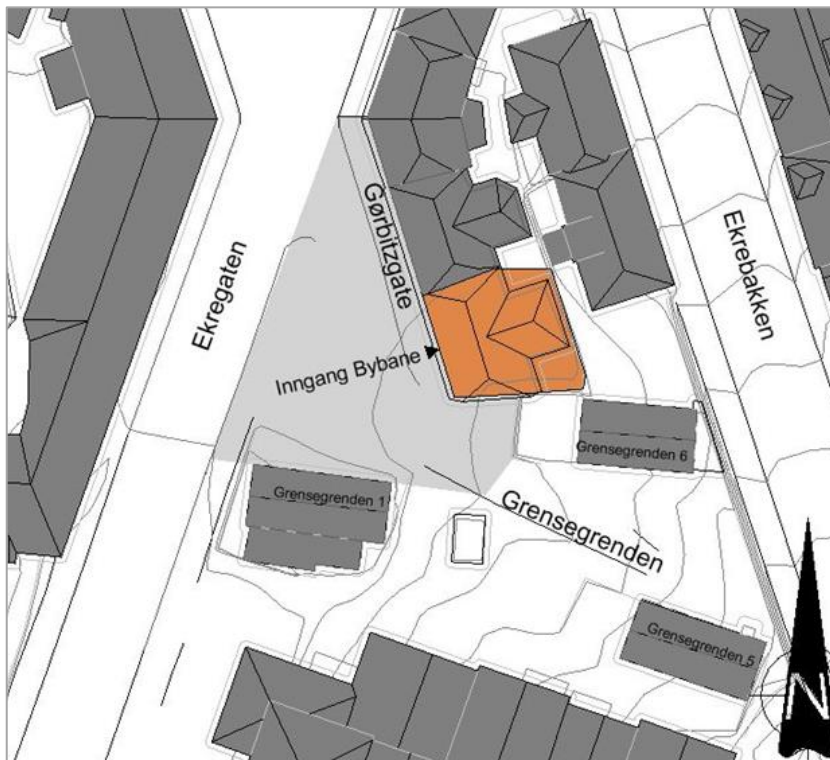 Gørbitzgate
Ekregaten
Ekrebakken
Inngang Bybane
Grensegrenden 6
Grensegrenden 1
Grensegrenden
Grensegrenden 5
N